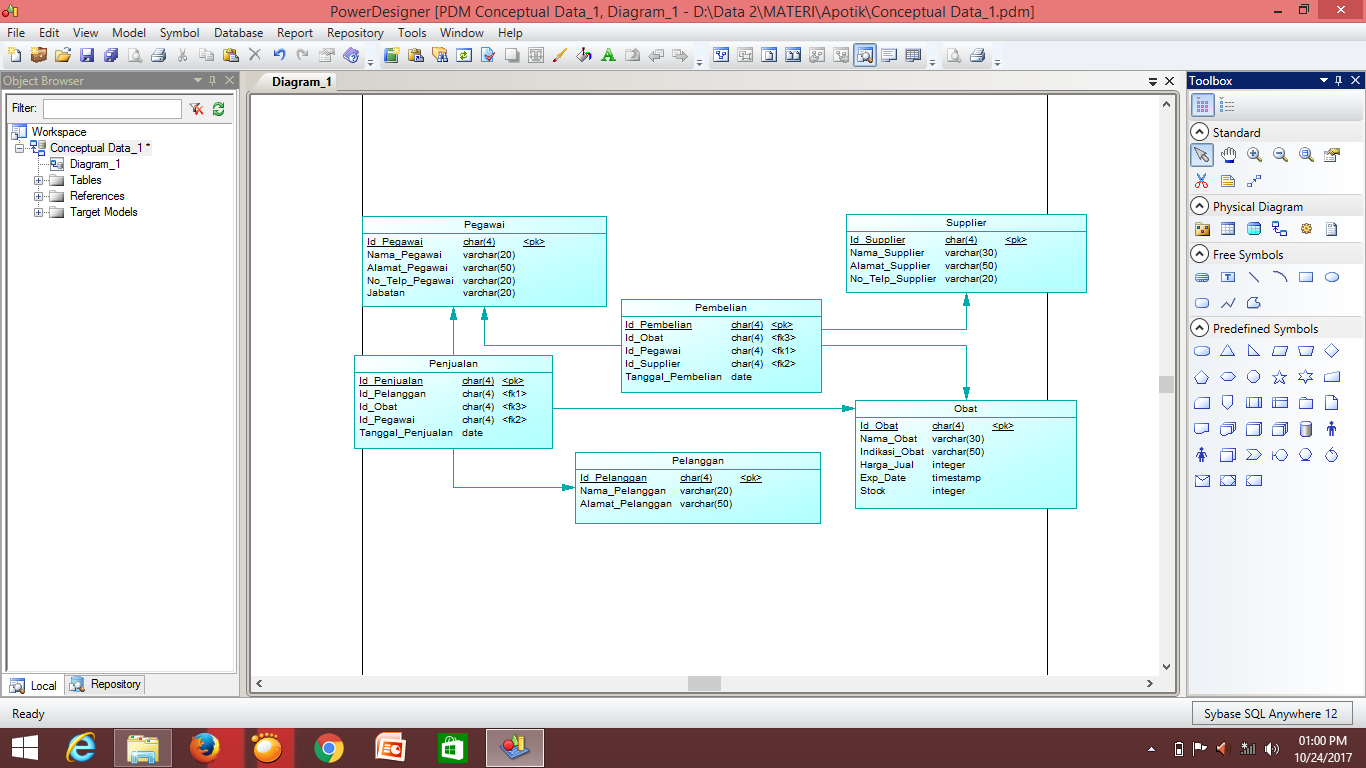 PowerDesigner [PDM Conceptual Data_1, Diagram_1 - D:\Data 2\MATERI\Apotik\Conceptual Data_1.pdm]
File Edit View Model Symbol Database Report Repository Tools Window Help
Object Browser
Filter:
Workspace
Conceptual Data_1 *
Diagram_1
Tables
References
Target Models
Local Repository
Diagram_1
Pegawai
Id_Pegawai char(4) <pk>
Nama_Pegawai varchar(20)
Alamat_Pegawai varchar(50)
No_Telp_Pegawai varchar(20)
Jabatan varchar(20)
Supplier
Id_Supplier char(4) <pk>
Nama_Supplier varchar(30)
Alamat_Supplier varchar(50)
No_Telp_Supplier varchar(20)
Pembelian
Id_Pembelian char(4) <pk>
Id_Obat char(4) <fk3>
Id_Pegawai char(4) <fk1>
Id_Supplier char(4) <fk2>
Tanggal_Pembelian date
Penjualan
Id_Penjualan char(4) <pk>
Id_Pelanggan char(4) <fk1>
Id_Obat char(4) <fk3>
Id_Pegawai char(4) <fk2>
Tanggal_Penjualan date
Obat
Id_Obat char(4) <pk>
Nama_Obat varchar(30)
Indikasi_Obat varchar(50)
Harga_Jual integer
Exp_Date timestamp
Stock integer
Pelanggan
Id_Pelanggan char(4) <pk>
Nama_Pelanggan varchar(20)
Alamat_Pelanggan varchar(50)
Toolbox
Standard
Physical Diagram
Free Symbols
Predefined Symbols
Ready
Sybase SQL Anywhere 12
01:00 PM
10/24/2017